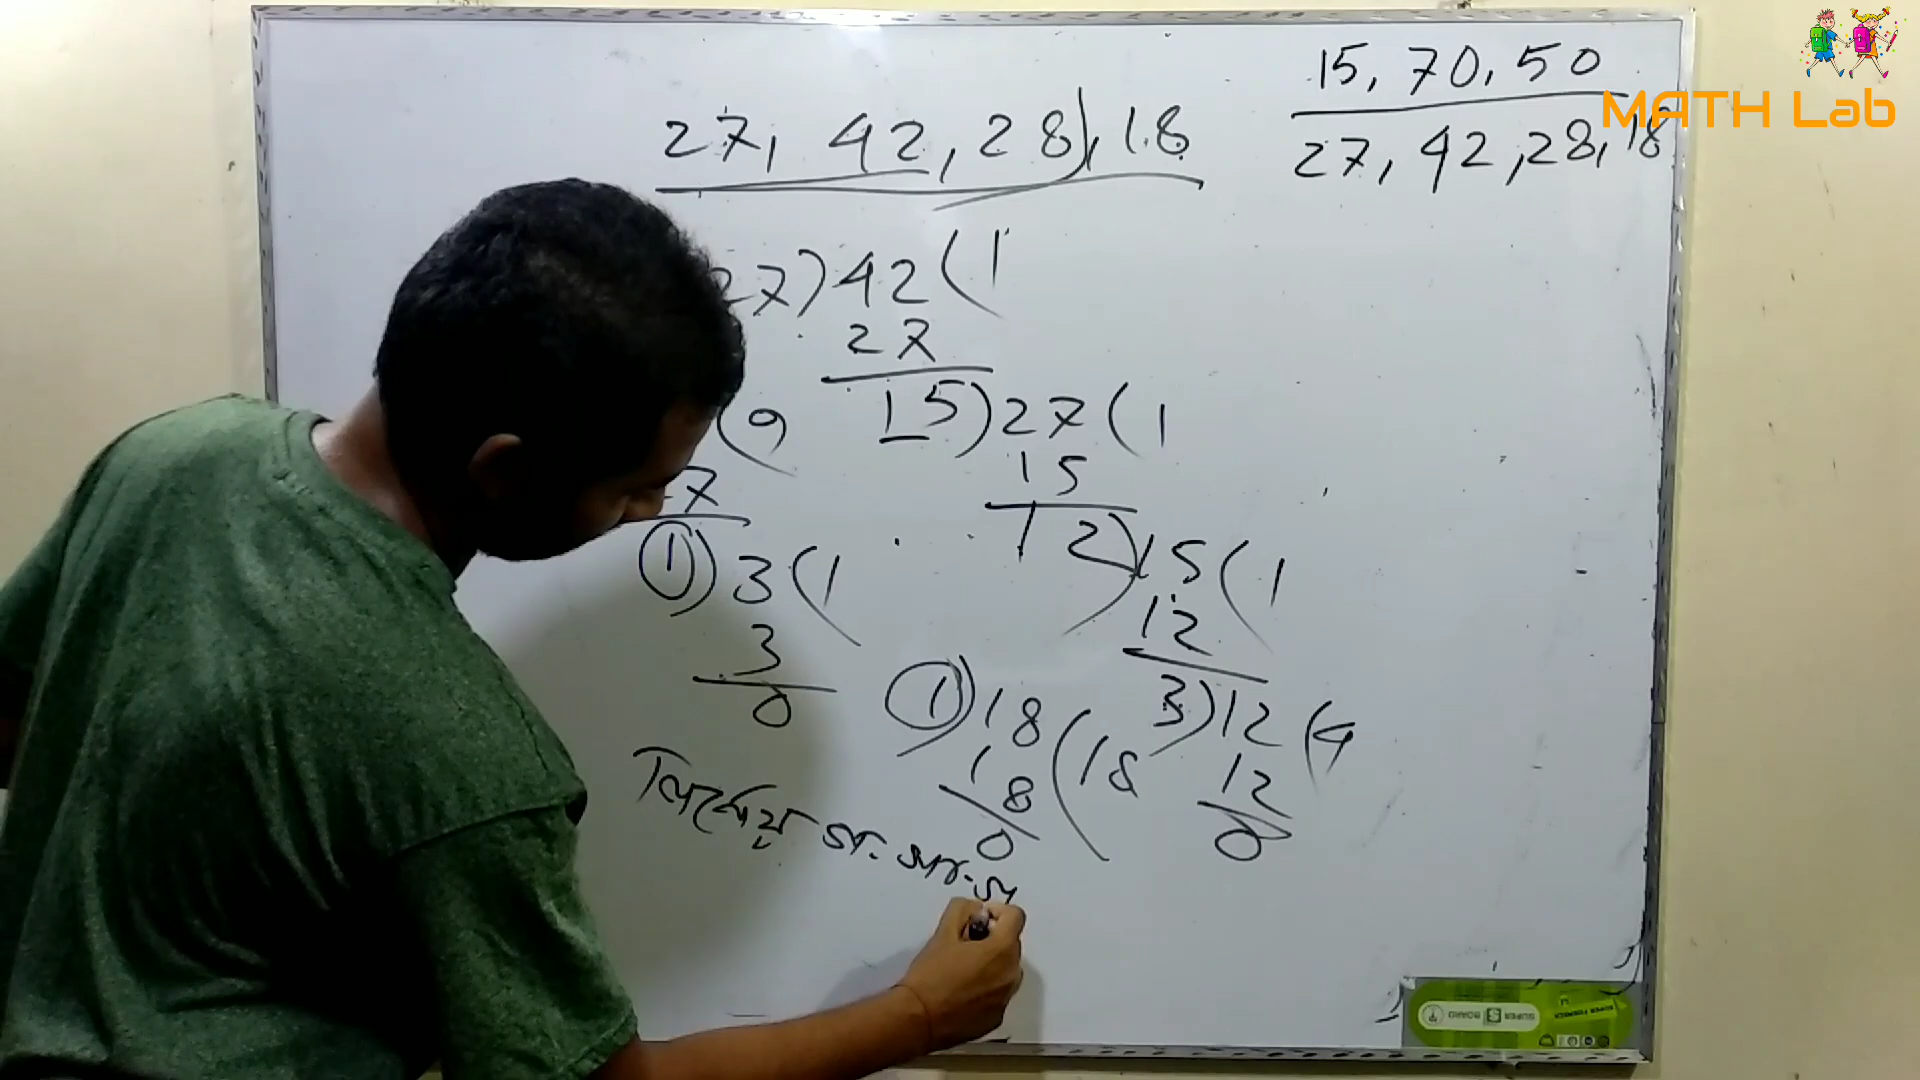 15, 70, 50
MATH Lab
27, 42, 28, 18
27, 42, 28), 18
27) 42 ( 1
27
15) 27 ( 1
( 9
15
7
12) 15 ( 1
1) 3 ( 1
12
3
3) 12 ( 4
0
1) 18 ( 18
12
18
0
0
নির্ণেয় গ. সা. গু
SUPER BOARD